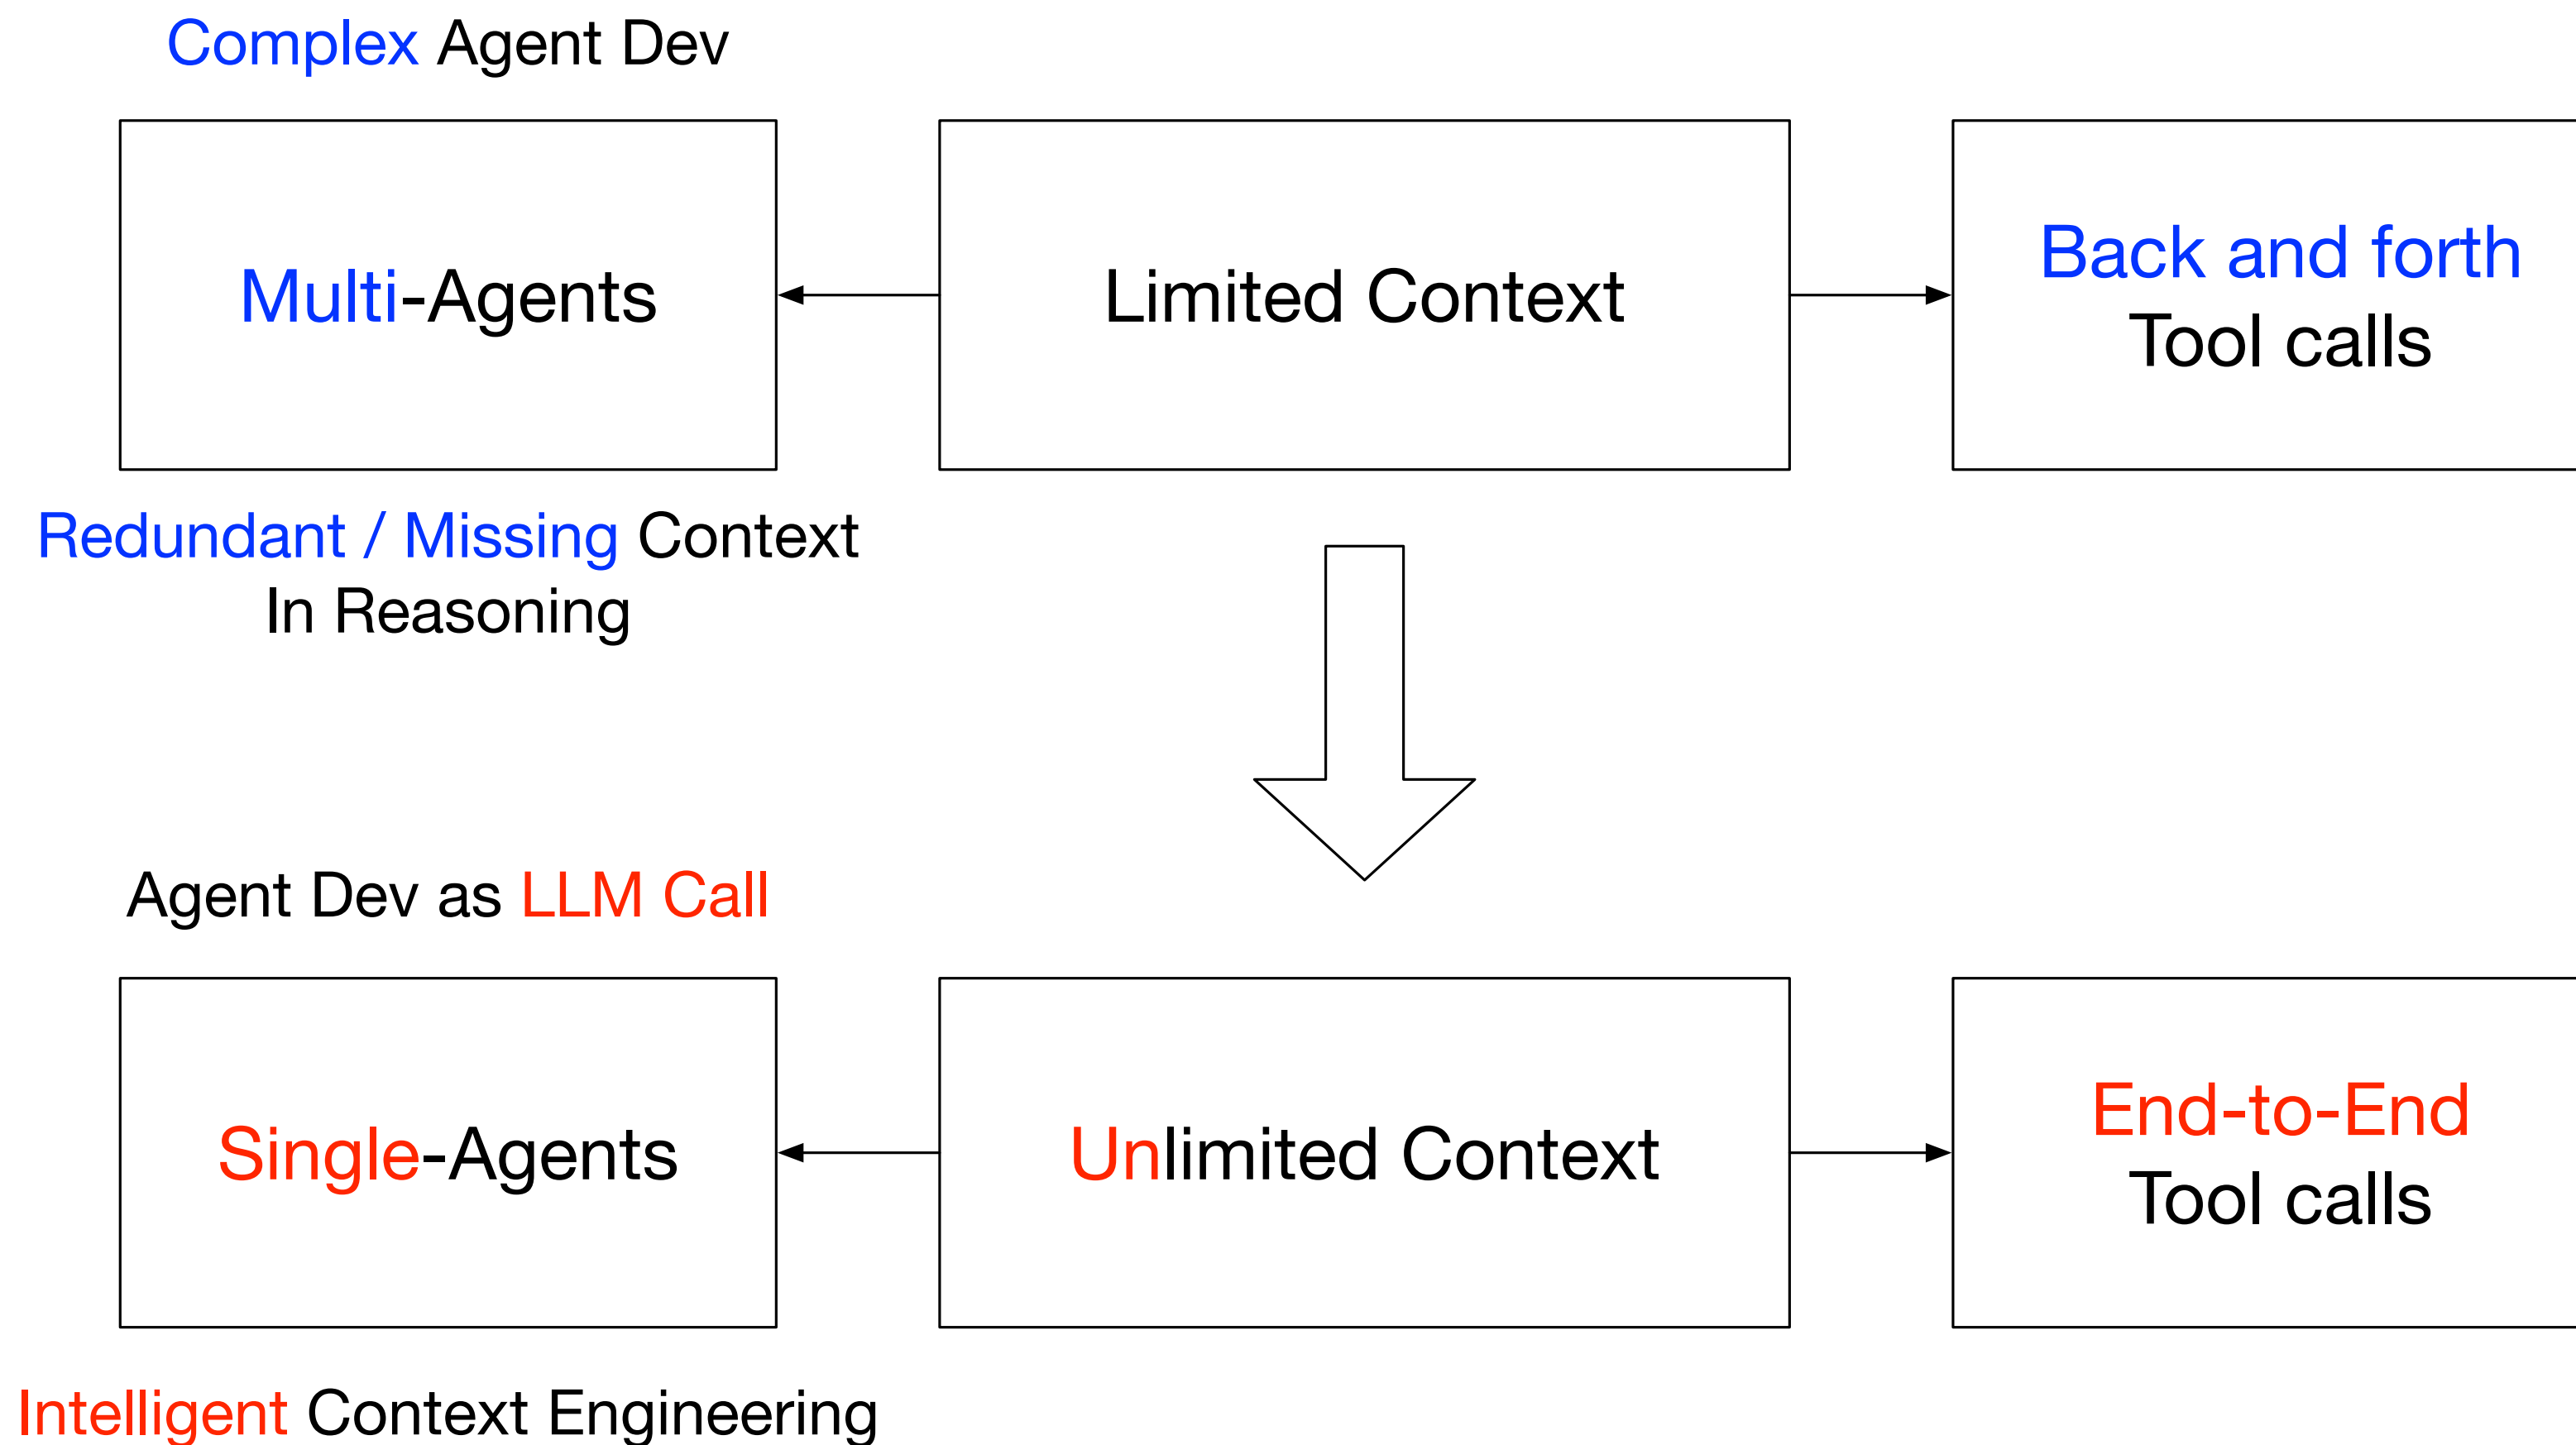 Complex Agent Dev
Multi-Agents
Limited Context
Back and forth
Tool calls
Redundant / Missing Context
In Reasoning
Agent Dev as LLM Call
Single-Agents
Unlimited Context
End-to-End
Tool calls
Intelligent Context Engineering